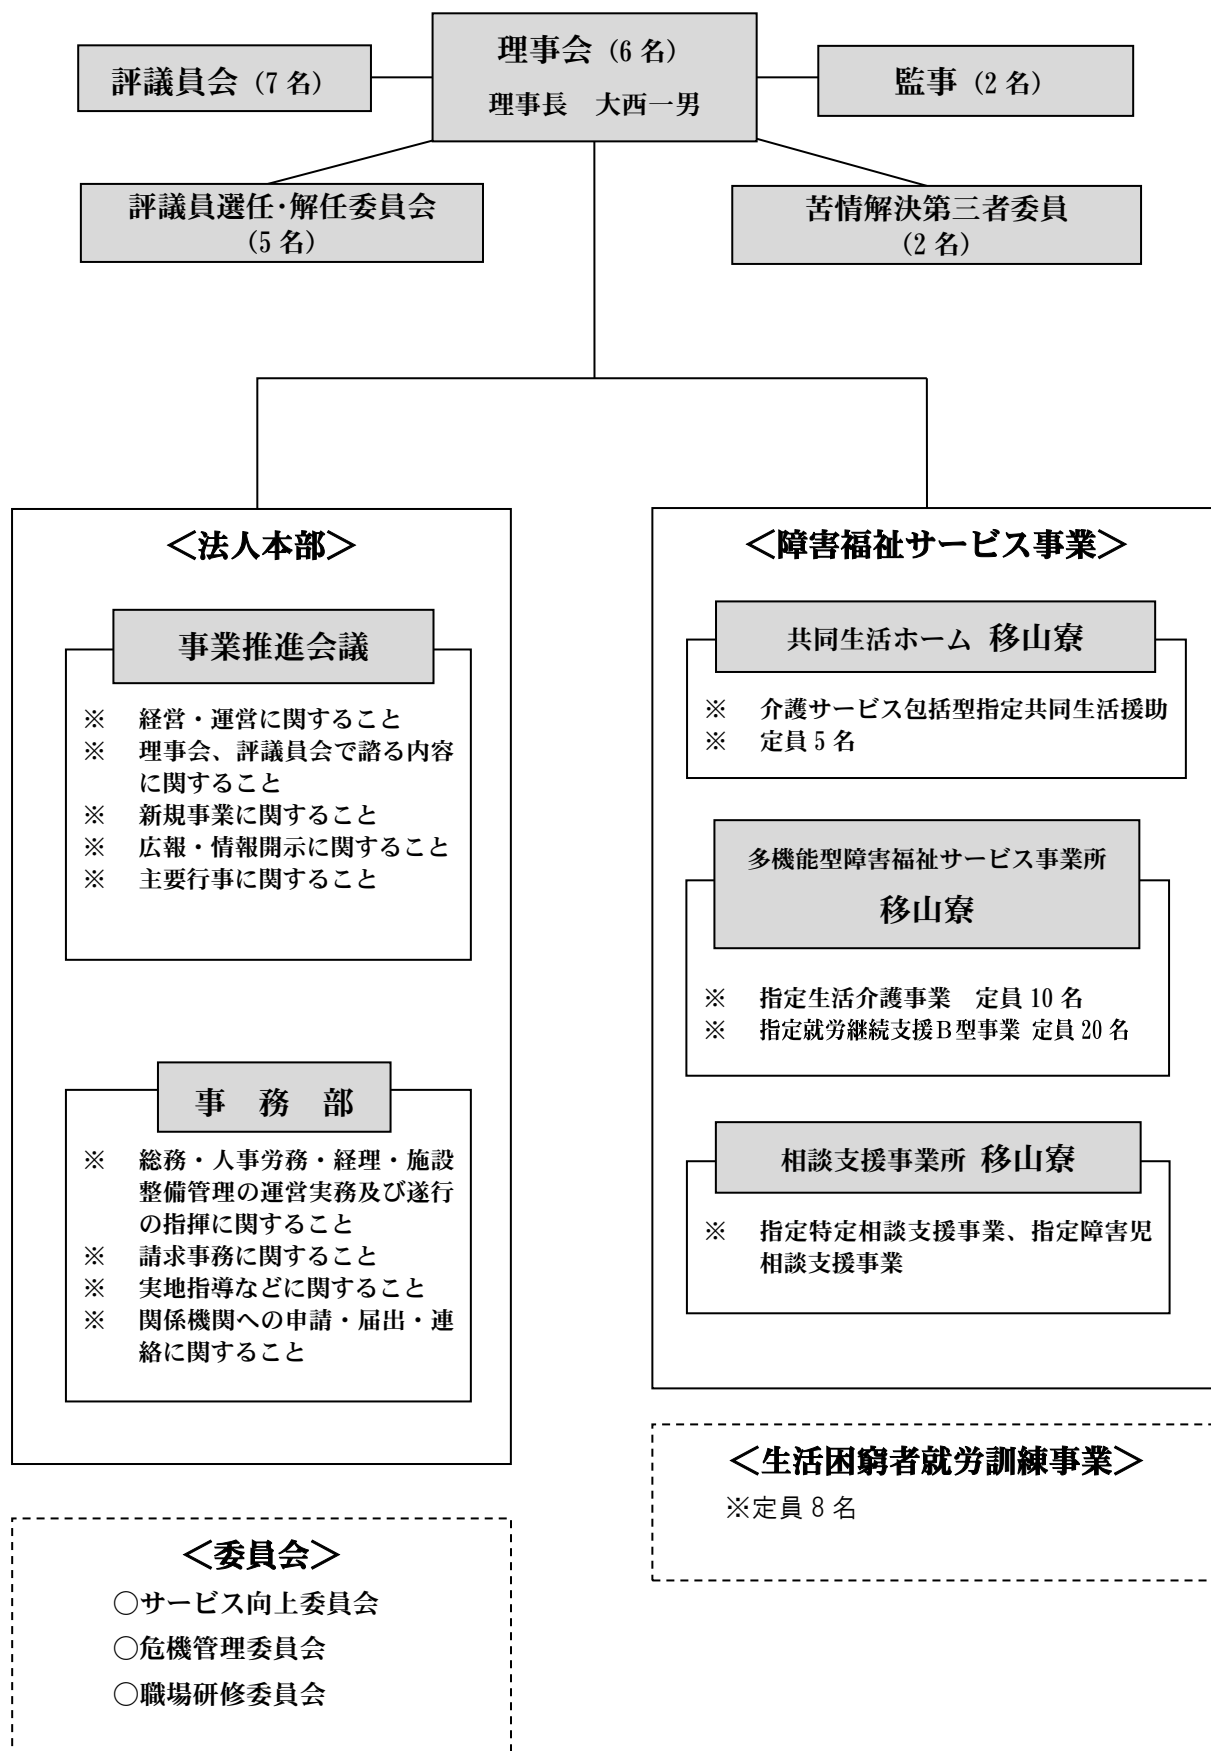 理事会（6 名）
理事長　大西一男
評議員会（7 名）
監事（2 名）
評議員選任･解任委員会
（5 名）
苦情解決第三者委員
（2 名）
＜法人本部＞
事業推進会議
※　経営・運営に関すること
※　理事会、評議員会で諮る内容
に関すること
※　新規事業に関すること
※　広報・情報開示に関すること
※　主要行事に関すること
事　務　部
※　総務・人事労務・経理・施設
整備管理の運営実務及び遂行
の指揮に関すること
※　請求事務に関すること
※　実地指導などに関すること
※　関係機関への申請・届出・連
絡に関すること
＜委員会＞
○サービス向上委員会
○危機管理委員会
○職場研修委員会
＜障害福祉サービス事業＞
共同生活ホーム 移山寮
※　介護サービス包括型指定共同生活援助
※　定員 5 名
多機能型障害福祉サービス事業所
移山寮
※　指定生活介護事業　定員 10 名
※　指定就労継続支援Ｂ型事業 定員 20 名
相談支援事業所 移山寮
※　指定特定相談支援事業、指定障害児
相談支援事業
＜生活困窮者就労訓練事業＞
※定員 8 名